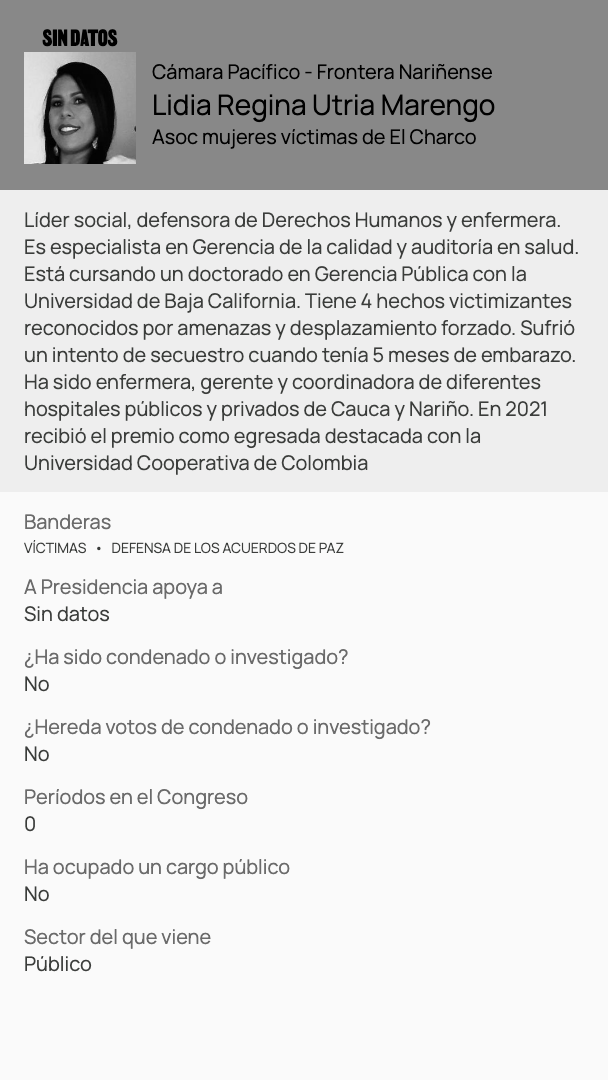 SIN DATOS
Cámara Pacífico - Frontera Nariñense
Lidia Regina Utria Marengo
Asoc mujeres víctimas de El Charco
Líder social, defensora de Derechos Humanos y enfermera.
Es especialista en Gerencia de la calidad y auditoría en salud.
Está cursando un doctorado en Gerencia Pública con la
Universidad de Baja California. Tiene 4 hechos victimizantes
reconocidos por amenazas y desplazamiento forzado. Sufrió
un intento de secuestro cuando tenía 5 meses de embarazo.
Ha sido enfermera, gerente y coordinadora de diferentes
hospitales públicos y privados de Cauca y Nariño. En 2021
recibió el premio como egresada destacada con la
Universidad Cooperativa de Colombia
Banderas
VÍCTIMAS • DEFENSA DE LOS ACUERDOS DE PAZ
A Presidencia apoya a
Sin datos
¿Ha sido condenado o investigado?
No
¿Hereda votos de condenado o investigado?
No
Períodos en el Congreso
0
Ha ocupado un cargo público
No
Sector del que viene
Público